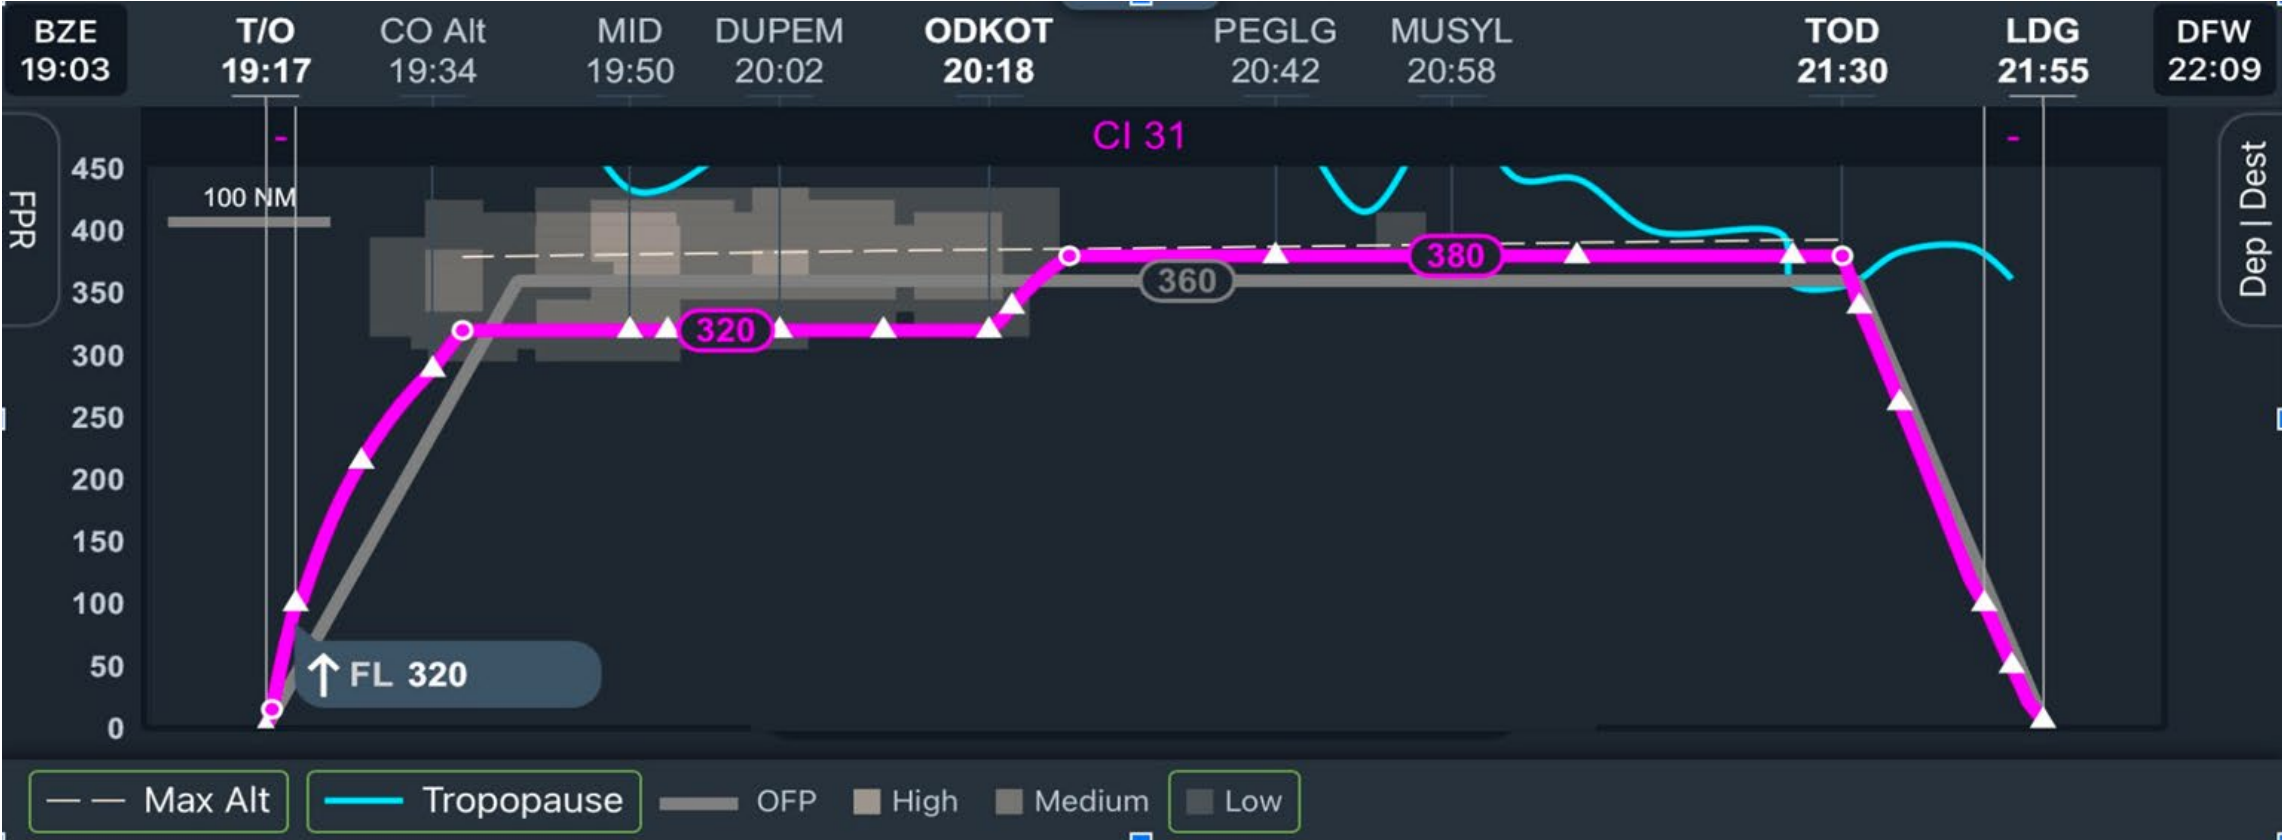 BZE
19:03
T/O
19:17
CO Alt
19:34
MID
19:50
DUPEM
20:02
ODKOT
20:18
PEGLG
20:42
MUSYL
20:58
TOD
21:30
LDG
21:55
DFW
22:09
- CI 31 -
FPR
Dep | Dest
450
400
350
300
250
200
150
100
50
0
100 NM
380
360
320
↑ FL 320
Max Alt
Tropopause
OFP
High
Medium
Low